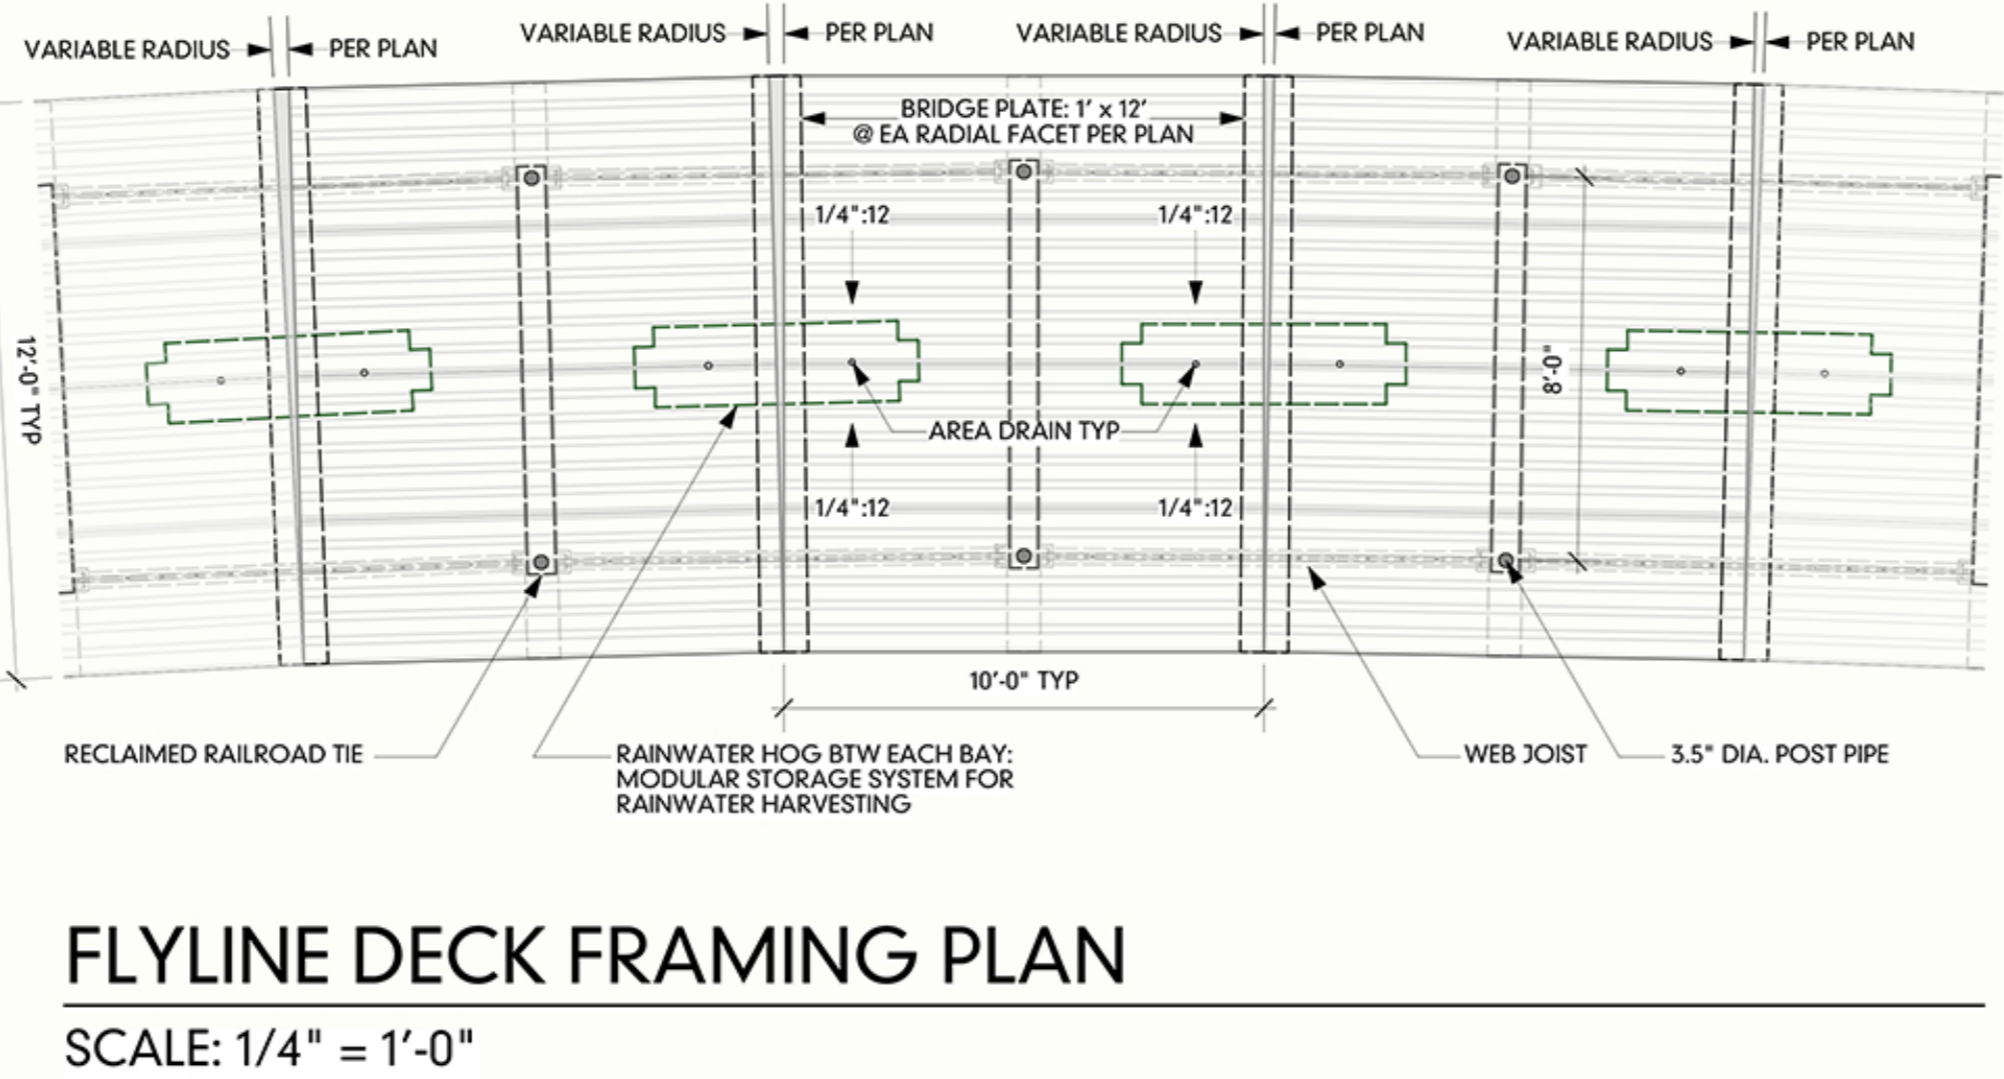 VARIABLE RADIUS PER PLAN
VARIABLE RADIUS PER PLAN
VARIABLE RADIUS PER PLAN
VARIABLE RADIUS PER PLAN
BRIDGE PLATE: 1' x 12'
@ EA RADIAL FACET PER PLAN
1/4":12
1/4":12
12'-0" TYP
8'-0"
AREA DRAIN TYP
1/4":12
1/4":12
10'-0" TYP
RECLAIMED RAILROAD TIE
RAINWATER HOG BTW EACH BAY:
MODULAR STORAGE SYSTEM FOR
RAINWATER HARVESTING
WEB JOIST
3.5" DIA. POST PIPE
FLYLINE DECK FRAMING PLAN
SCALE: 1/4" = 1'-0"